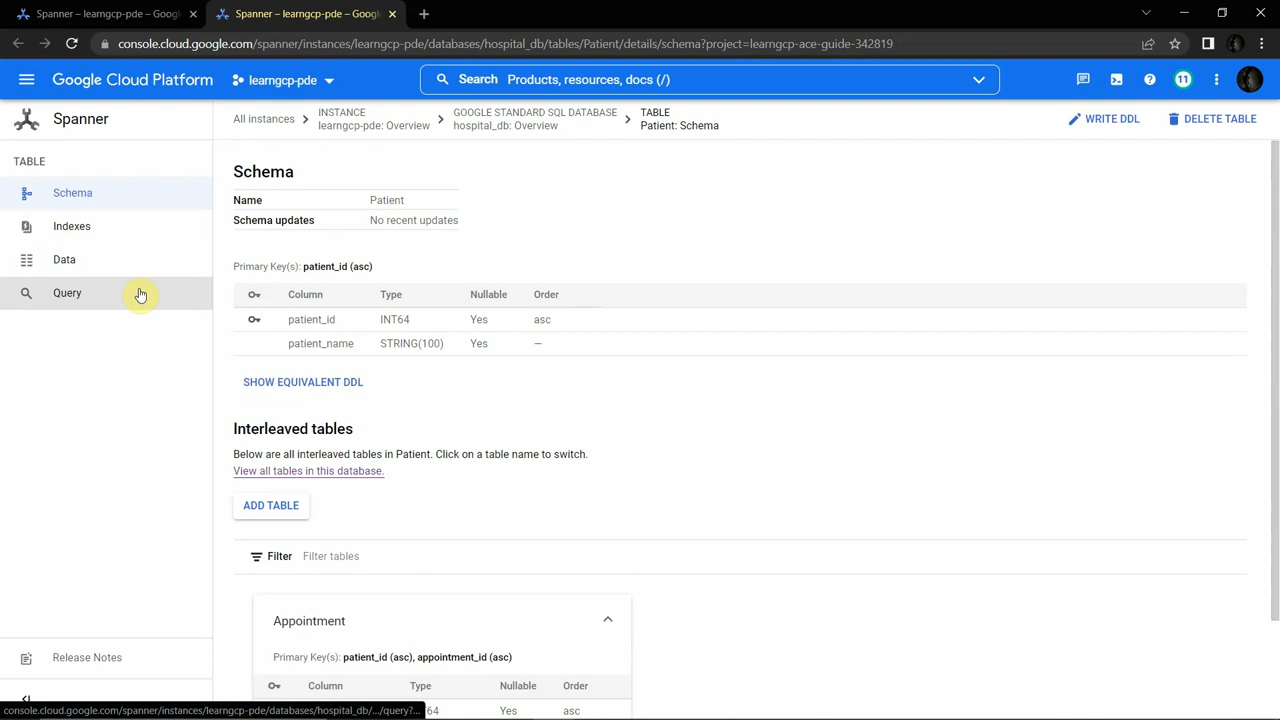 Spanner – learngcp-pde – Google
Spanner – learngcp-pde – Google
console.cloud.google.com/spanner/instances/learngcp-pde/databases/hospital_db/tables/Patient/details/schema?project=learngcp-ace-guide-342819
Google Cloud Platform
learngcp-pde
Search Products, resources, docs (/)
11
Spanner
All instances
INSTANCE
learngcp-pde: Overview
GOOGLE STANDARD SQL DATABASE
hospital_db: Overview
TABLE
Patient: Schema
WRITE DDL
DELETE TABLE
TABLE
Schema
Indexes
Data
Query
Release Notes
Schema
Name Patient
Schema updates No recent updates
Primary Key(s): patient_id (asc)
Column Type Nullable Order
patient_id INT64 Yes asc
patient_name STRING(100) Yes –
SHOW EQUIVALENT DDL
Interleaved tables
Below are all interleaved tables in Patient. Click on a table name to switch.
View all tables in this database.
ADD TABLE
Filter Filter tables
Appointment
Primary Key(s): patient_id (asc), appointment_id (asc)
Column Type Nullable Order
64 Yes asc
console.cloud.google.com/spanner/instances/learngcp-pde/databases/hospital_db/.../query?...